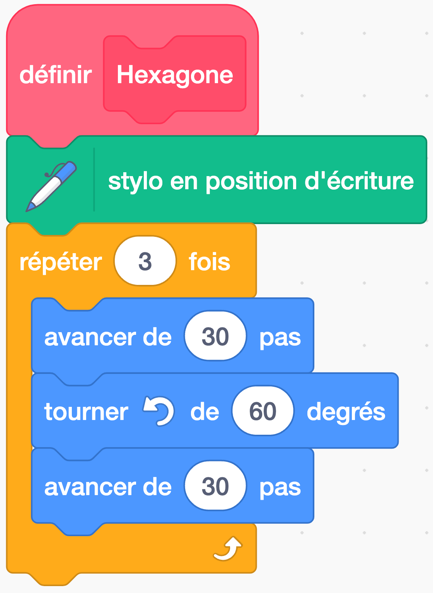 définir Hexagone
stylo en position d'écriture
répéter 3 fois
avancer de 30 pas
tourner de 60 degrés
avancer de 30 pas